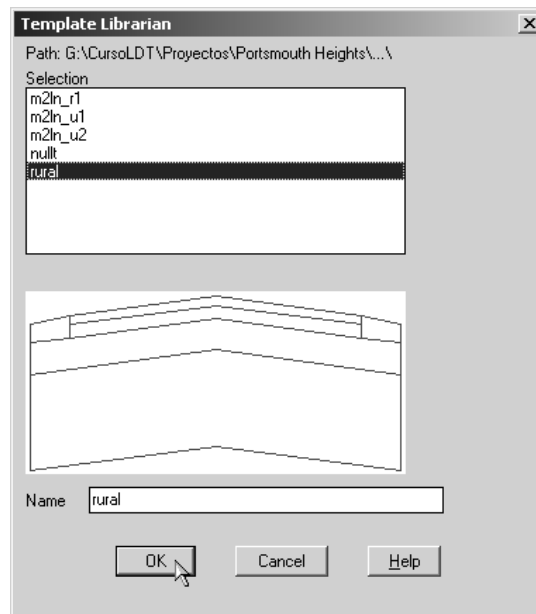 Template Librarian
Path: G:\CursoLDT\Proyectos\Portsmouth Heights\...\
Selection
m2ln_r1
m2ln_u1
m2ln_u2
nullt
rural
Name rural
OK Cancel Help